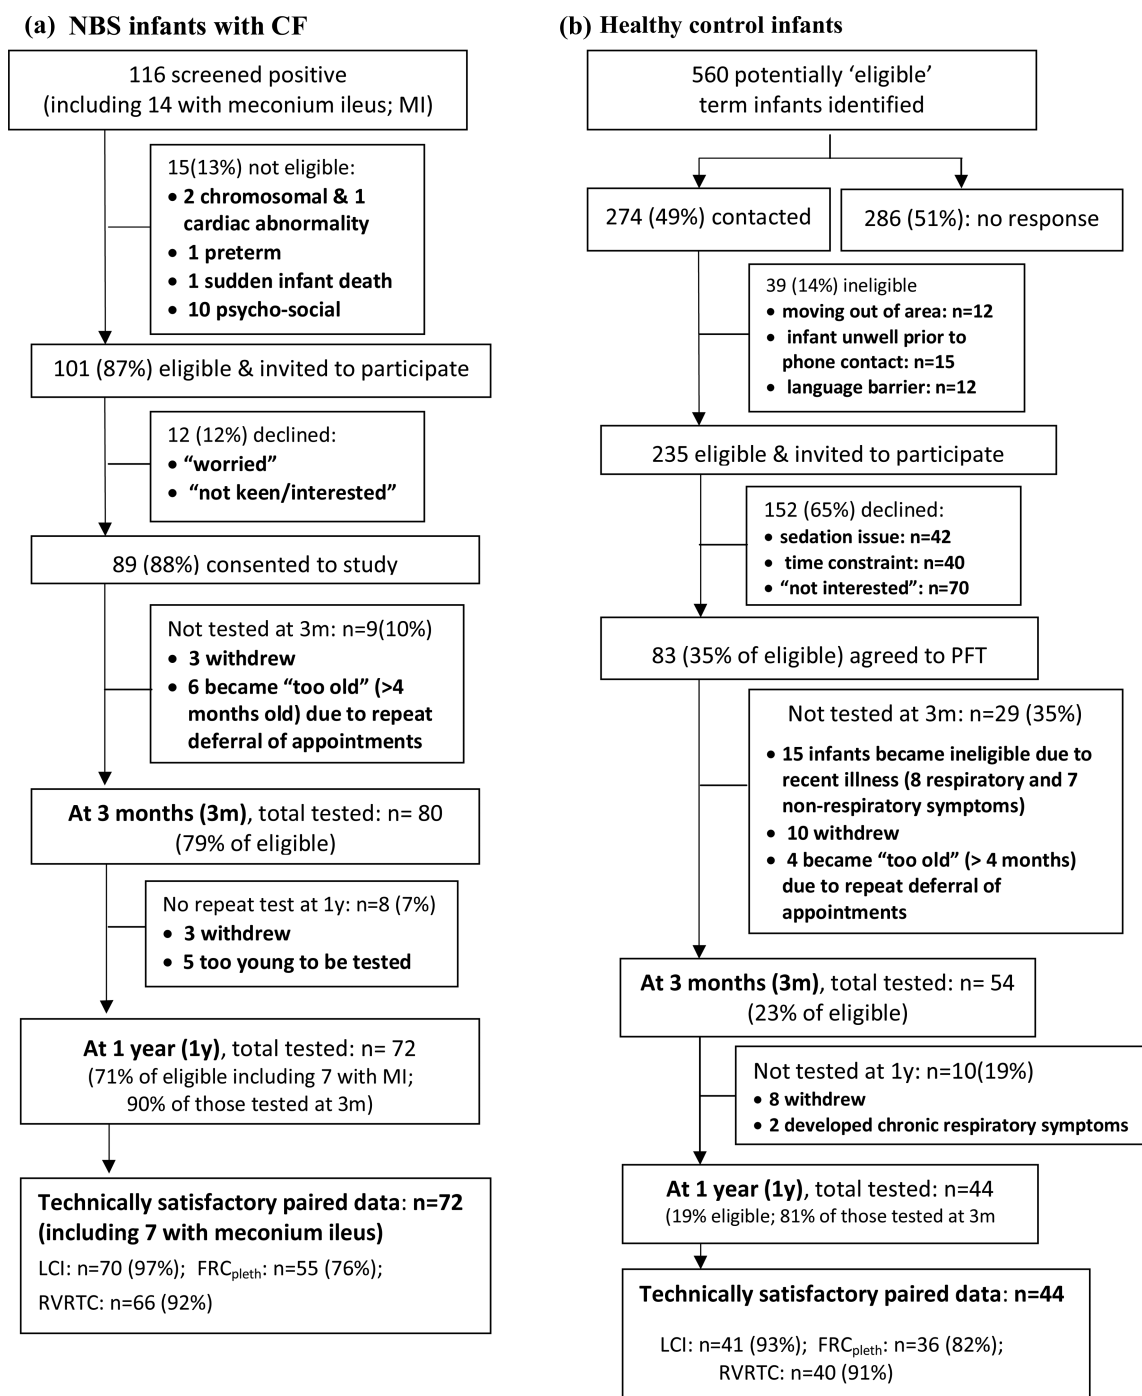 (a) NBS infants with CF
116 screened positive
(including 14 with meconium ileus; MI)
15(13%) not eligible:
• 2 chromosomal & 1
cardiac abnormality
• 1 preterm
• 1 sudden infant death
• 10 psycho-social
101 (87%) eligible & invited to participate
12 (12%) declined:
• “worried”
• “not keen/interested”
89 (88%) consented to study
Not tested at 3m: n=9(10%)
• 3 withdrew
• 6 became “too old” (>4
months old) due to repeat
deferral of appointments
At 3 months (3m), total tested: n= 80
(79% of eligible)
No repeat test at 1y: n=8 (7%)
• 3 withdrew
• 5 too young to be tested
At 1 year (1y), total tested: n= 72
(71% of eligible including 7 with MI;
90% of those tested at 3m)
Technically satisfactory paired data: n=72
(including 7 with meconium ileus)
LCI: n=70 (97%); FRCpleth: n=55 (76%);
RVRTC: n=66 (92%)
(b) Healthy control infants
560 potentially ‘eligible’
term infants identified
274 (49%) contacted
286 (51%): no response
39 (14%) ineligible
• moving out of area: n=12
• infant unwell prior to
phone contact: n=15
• language barrier: n=12
235 eligible & invited to participate
152 (65%) declined:
• sedation issue: n=42
• time constraint: n=40
• “not interested”: n=70
83 (35% of eligible) agreed to PFT
Not tested at 3m: n=29 (35%)
• 15 infants became ineligible due to
recent illness (8 respiratory and 7
non-respiratory symptoms)
• 10 withdrew
• 4 became “too old” (> 4 months)
due to repeat deferral of
appointments
At 3 months (3m), total tested: n= 54
(23% of eligible)
Not tested at 1y: n=10(19%)
• 8 withdrew
• 2 developed chronic respiratory symptoms
At 1 year (1y), total tested: n=44
(19% eligible; 81% of those tested at 3m
Technically satisfactory paired data: n=44
LCI: n=41 (93%); FRCpleth: n=36 (82%);
RVRTC: n=40 (91%)